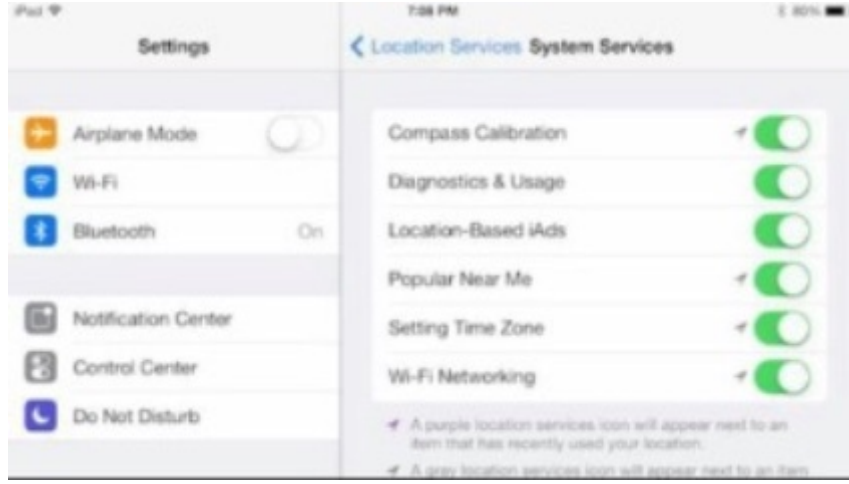 iPad
7:08 PM
80%
Settings
Location Services
System Services
Airplane Mode
Wi-Fi
Bluetooth
On
Notification Center
Control Center
Do Not Disturb
Compass Calibration
Diagnostics & Usage
Location-Based iAds
Popular Near Me
Setting Time Zone
Wi-Fi Networking
A purple location services icon will appear next to an
item that has recently used your location.
A gray location services icon will appear next to an item